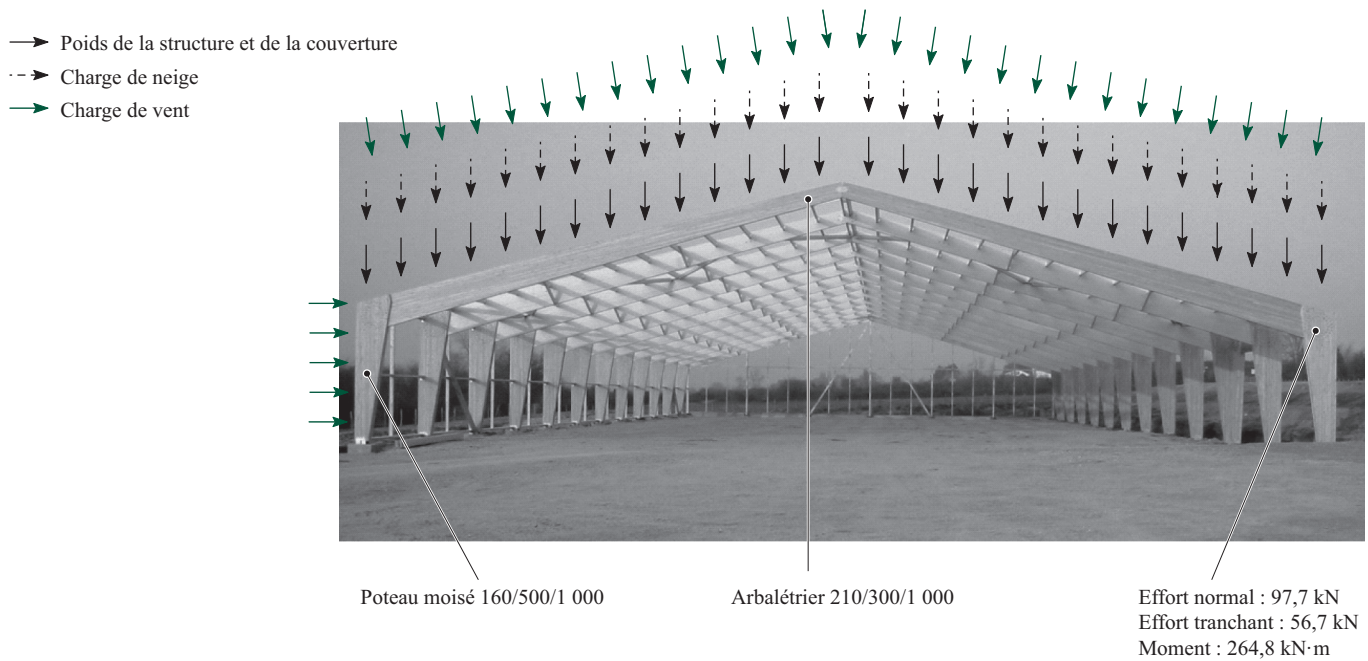 Poids de la structure et de la couverture
Charge de neige
Charge de vent
Poteau moisé 160/500/1 000
Arbalétrier 210/300/1 000
Effort normal : 97,7 kN
Effort tranchant : 56,7 kN
Moment : 264,8 kN·m